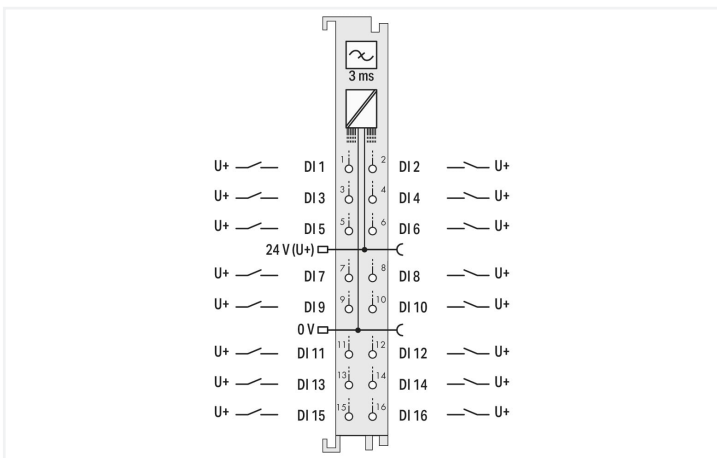 3 ms
U+ DI 1 1 2 DI 2 U+
U+ DI 3 3 4 DI 4 U+
U+ DI 5 5 6 DI 6 U+
24 V (U+)
U+ DI 7 7 8 DI 8 U+
U+ DI 9 9 10 DI 10 U+
0 V
U+ DI 11 11 12 DI 12 U+
U+ DI 13 13 14 DI 14 U+
U+ DI 15 15 16 DI 16 U+